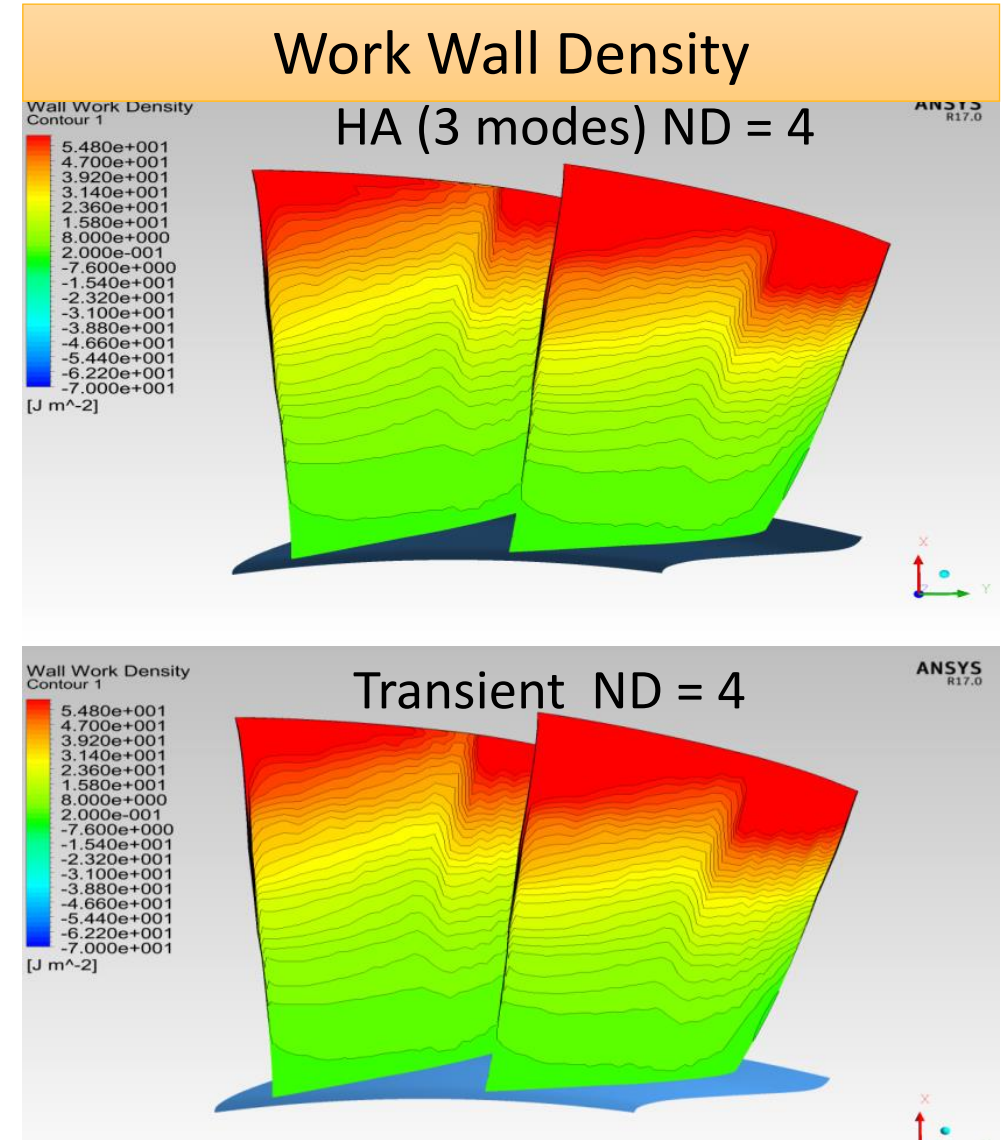 Work Wall Density
Wall Work Density
Contour 1
HA (3 modes) ND = 4
ANSYS
R17.0
5.480e+001
4.700e+001
3.920e+001
3.140e+001
2.360e+001
1.580e+001
8.000e+000
2.000e-001
-7.600e+000
-1.540e+001
-2.320e+001
-3.100e+001
-3.880e+001
-4.660e+001
-5.440e+001
-6.220e+001
-7.000e+001
[J m^-2]
X
Z
Y
Wall Work Density
Contour 1
Transient ND = 4
ANSYS
R17.0
5.480e+001
4.700e+001
3.920e+001
3.140e+001
2.360e+001
1.580e+001
8.000e+000
2.000e-001
-7.600e+000
-1.540e+001
-2.320e+001
-3.100e+001
-3.880e+001
-4.660e+001
-5.440e+001
-6.220e+001
-7.000e+001
[J m^-2]
X